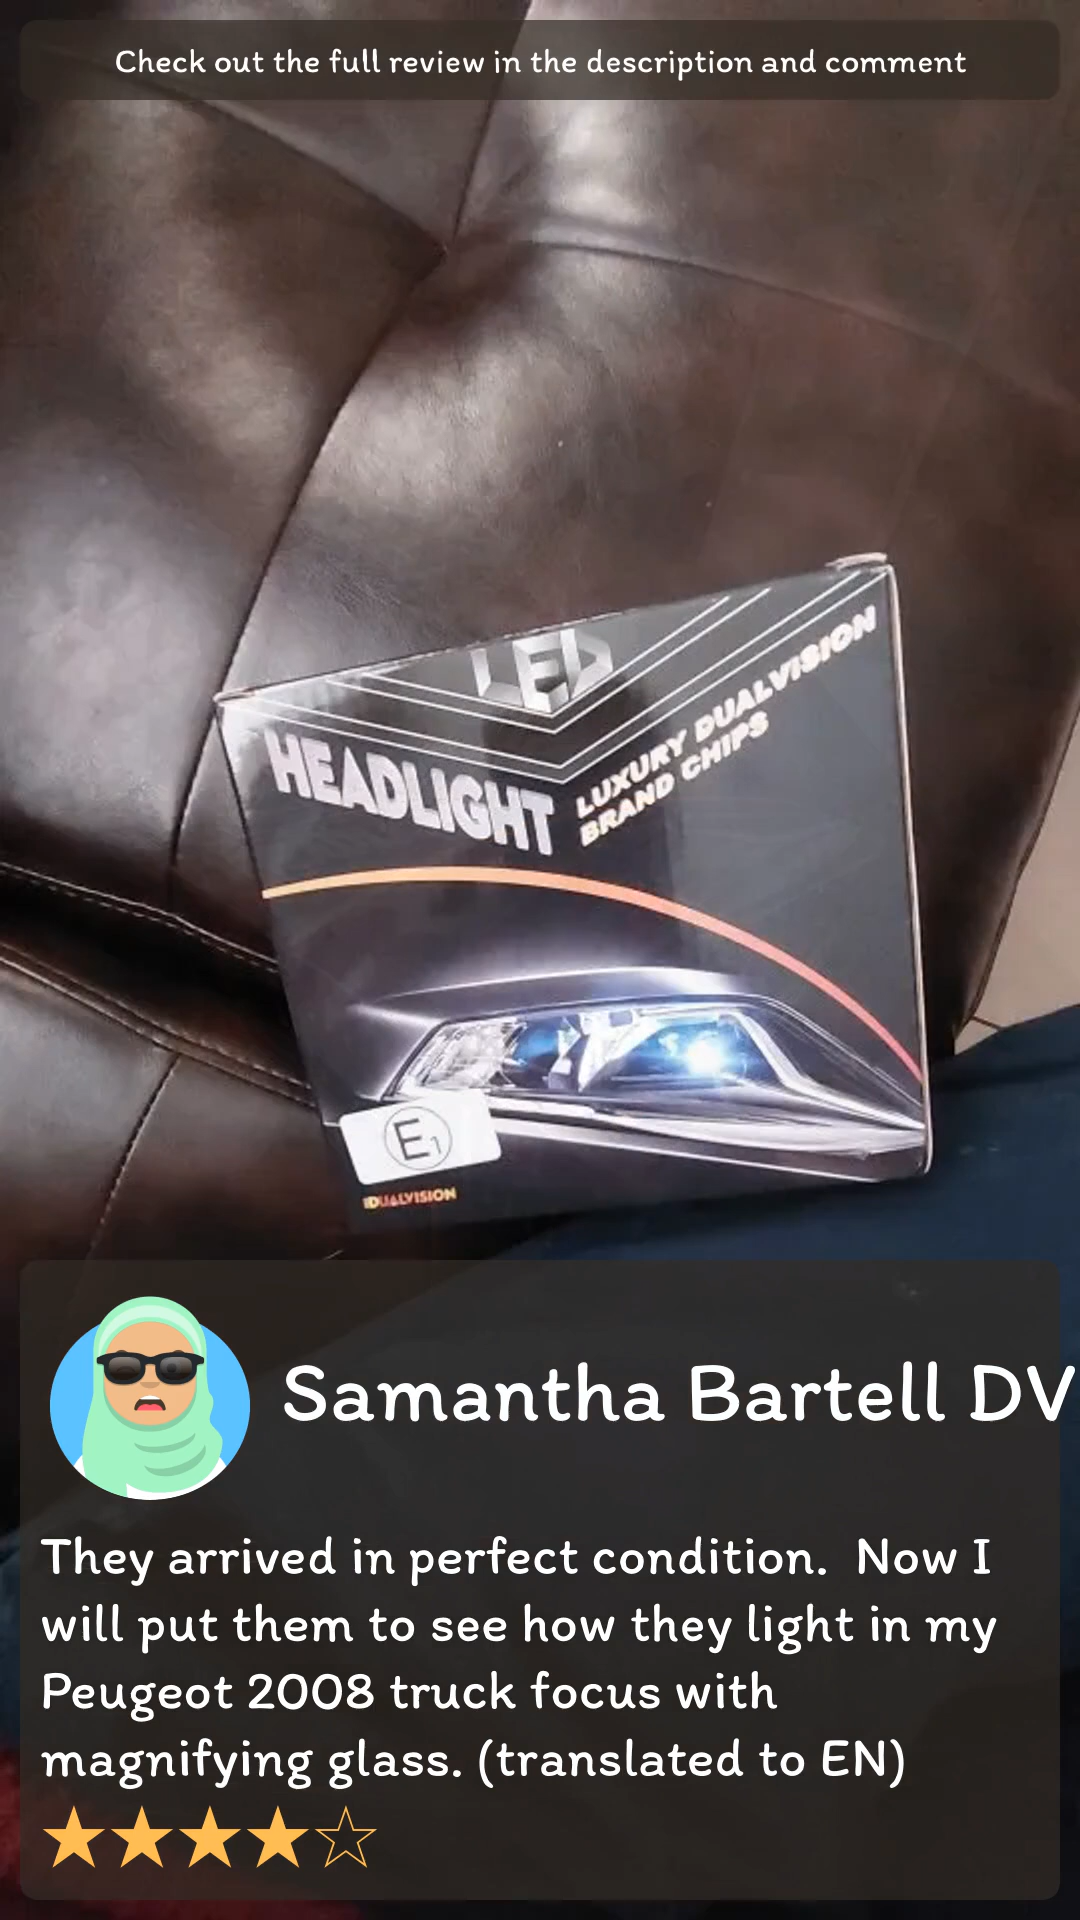 Check out the full review in the description and comment
LED
HEADLIGHT
LUXURY DUALVISION
BRAND CHIPS
E1
DUALVISION
Samantha Bartell DV
They arrived in perfect condition.  Now I
will put them to see how they light in my
Peugeot 2008 truck focus with
magnifying glass. (translated to EN)